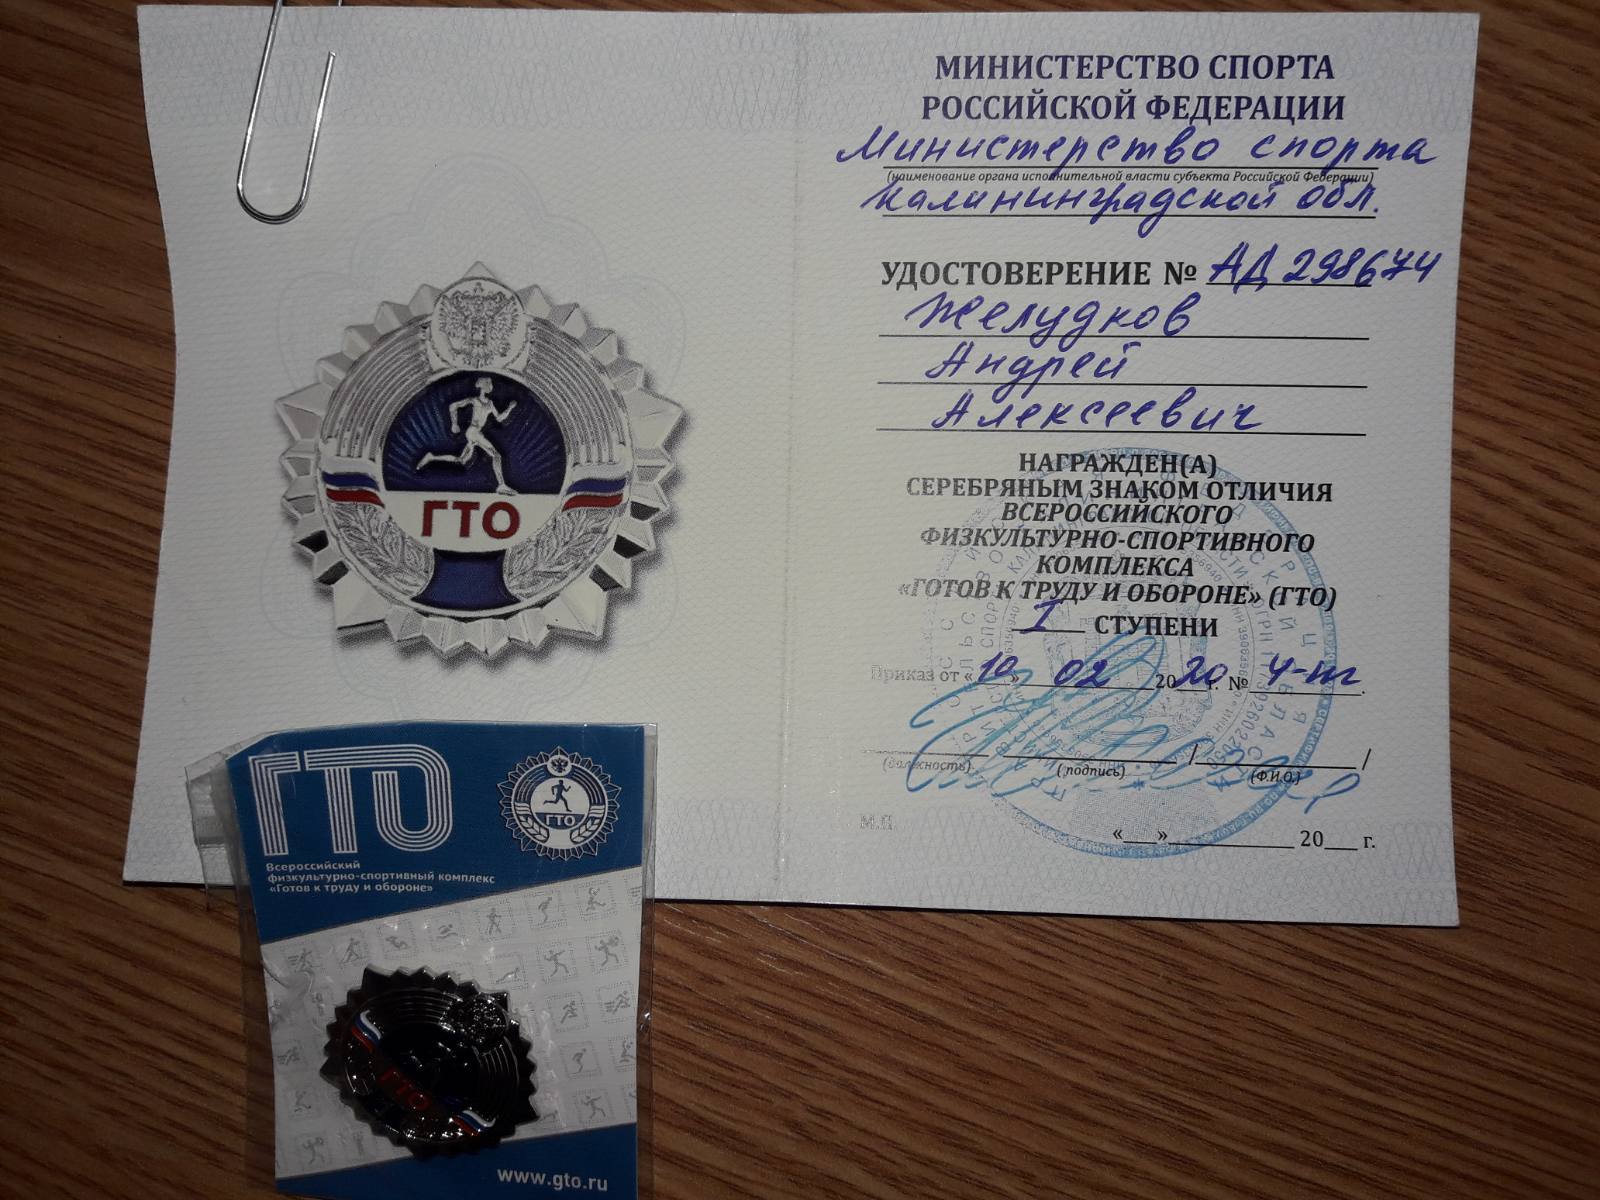 МИНИСТЕРСТВО СПОРТА
РОССИЙСКОЙ ФЕДЕРАЦИИ
Министерство спорта
(наименование органа исполнительной власти субъекта Российской Федерации)
Калининградской обл.
УДОСТОВЕРЕНИЕ № АД 298674
Желудков
Андрей
Алексеевич
НАГРАЖДЕН(А)
СЕРЕБРЯНЫМ ЗНАКОМ ОТЛИЧИЯ
ВСЕРОССИЙСКОГО
ФИЗКУЛЬТУРНО-СПОРТИВНОГО
КОМПЛЕКСА
«ГОТОВ К ТРУДУ И ОБОРОНЕ» (ГТО)
I СТУПЕНИ
Приказ от «10» 02 2020 г. № 4-нг.
(должность) (подпись) / (Ф.И.О.) /
М.П.
« » 20 г.
ГТО
ГТО
ГТО
Всероссийский
физкультурно-спортивный комплекс
«Готов к труду и обороне»
ГТО
www.gto.ru